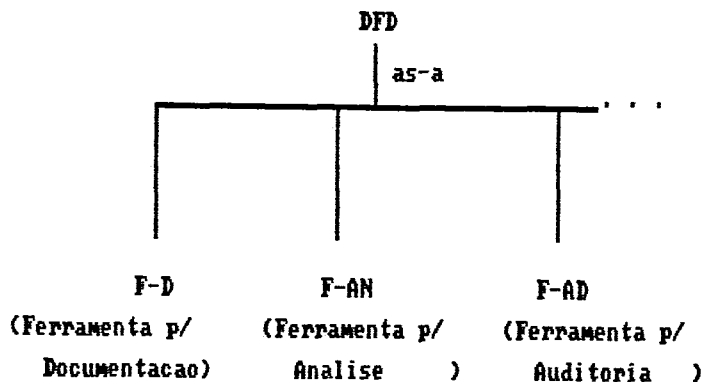 DFD
as-a
. . .
F-D F-AN F-AD
(Ferramenta p/ (Ferramenta p/ (Ferramenta p/
Documentacao) Analise ) Auditoria )